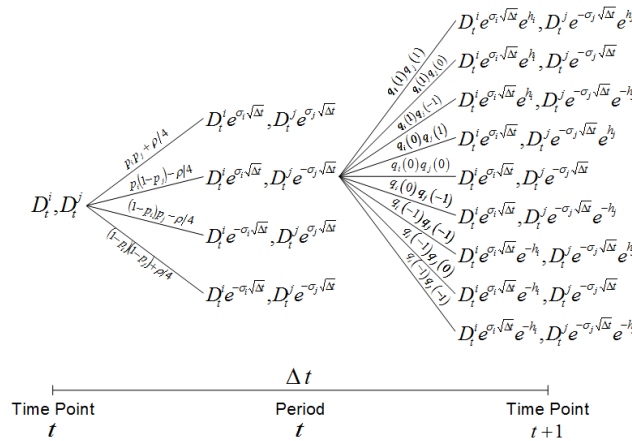 D_t^i, D_t^j
p_i p_j + ρ/4
p_i(1−p_j)−ρ/4
(1−p_i)p_j−ρ/4
(1−p_i)(1−p_j)+ρ/4
D_t^i e^{σ_i√Δt}, D_t^j e^{σ_j√Δt}
D_t^i e^{σ_i√Δt}, D_t^j e^{−σ_j√Δt}
D_t^i e^{−σ_i√Δt}, D_t^j e^{σ_j√Δt}
D_t^i e^{−σ_i√Δt}, D_t^j e^{−σ_j√Δt}
q_i(1)q_j(1)
q_i(1)q_j(0)
q_i(1)q_j(−1)
q_i(0)q_j(1)
q_i(0)q_j(0)
q_i(0)q_j(−1)
q_i(−1)q_j(−1)
q_i(−1)q_j(0)
q_i(−1)q_j(−1)
D_t^i e^{σ_i√Δt} e^{h_i}, D_t^j e^{−σ_j√Δt} e^{h_j}
D_t^i e^{σ_i√Δt} e^{h_i}, D_t^j e^{−σ_j√Δt}
D_t^i e^{σ_i√Δt} e^{h_i}, D_t^j e^{−σ_j√Δt} e^{−h_j}
D_t^i e^{σ_i√Δt}, D_t^j e^{−σ_j√Δt} e^{h_j}
D_t^i e^{σ_i√Δt}, D_t^j e^{−σ_j√Δt}
D_t^i e^{σ_i√Δt}, D_t^j e^{−σ_j√Δt} e^{−h_j}
D_t^i e^{σ_i√Δt} e^{−h_i}, D_t^j e^{−σ_j√Δt} e^{h_j}
D_t^i e^{σ_i√Δt} e^{−h_i}, D_t^j e^{−σ_j√Δt}
D_t^i e^{σ_i√Δt} e^{−h_i}, D_t^j e^{−σ_j√Δt} e^{−h_j}
Δt
Time Point
t
Period
t
Time Point
t+1